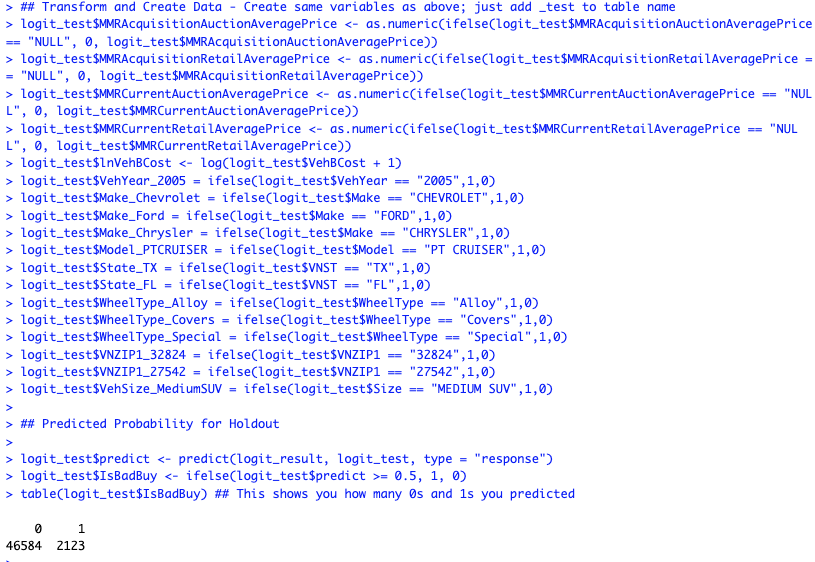 > ## Transform and Create Data - Create same variables as above; just add _test to table name
> logit_test$MMRAcquisitionAuctionAveragePrice <- as.numeric(ifelse(logit_test$MMRAcquisitionAuctionAveragePrice
== "NULL", 0, logit_test$MMRAcquisitionAuctionAveragePrice))
> logit_test$MMRAcquisitionRetailAveragePrice <- as.numeric(ifelse(logit_test$MMRAcquisitionRetailAveragePrice =
= "NULL", 0, logit_test$MMRAcquisitionRetailAveragePrice))
> logit_test$MMRCurrentAuctionAveragePrice <- as.numeric(ifelse(logit_test$MMRCurrentAuctionAveragePrice == "NUL
L", 0, logit_test$MMRCurrentAuctionAveragePrice))
> logit_test$MMRCurrentRetailAveragePrice <- as.numeric(ifelse(logit_test$MMRCurrentRetailAveragePrice == "NUL
L", 0, logit_test$MMRCurrentRetailAveragePrice))
> logit_test$lnVehBCost <- log(logit_test$VehBCost + 1)
> logit_test$VehYear_2005 = ifelse(logit_test$VehYear == "2005",1,0)
> logit_test$Make_Chevrolet = ifelse(logit_test$Make == "CHEVROLET",1,0)
> logit_test$Make_Ford = ifelse(logit_test$Make == "FORD",1,0)
> logit_test$Make_Chrysler = ifelse(logit_test$Make == "CHRYSLER",1,0)
> logit_test$Model_PTCRUISER = ifelse(logit_test$Model == "PT CRUISER",1,0)
> logit_test$State_TX = ifelse(logit_test$VNST == "TX",1,0)
> logit_test$State_FL = ifelse(logit_test$VNST == "FL",1,0)
> logit_test$WheelType_Alloy = ifelse(logit_test$WheelType == "Alloy",1,0)
> logit_test$WheelType_Covers = ifelse(logit_test$WheelType == "Covers",1,0)
> logit_test$WheelType_Special = ifelse(logit_test$WheelType == "Special",1,0)
> logit_test$VNZIP1_32824 = ifelse(logit_test$VNZIP1 == "32824",1,0)
> logit_test$VNZIP1_27542 = ifelse(logit_test$VNZIP1 == "27542",1,0)
> logit_test$VehSize_MediumSUV = ifelse(logit_test$Size == "MEDIUM SUV",1,0)
>
> ## Predicted Probability for Holdout
>
> logit_test$predict <- predict(logit_result, logit_test, type = "response")
> logit_test$IsBadBuy <- ifelse(logit_test$predict >= 0.5, 1, 0)
> table(logit_test$IsBadBuy) ## This shows you how many 0s and 1s you predicted
0 1
46584 2123